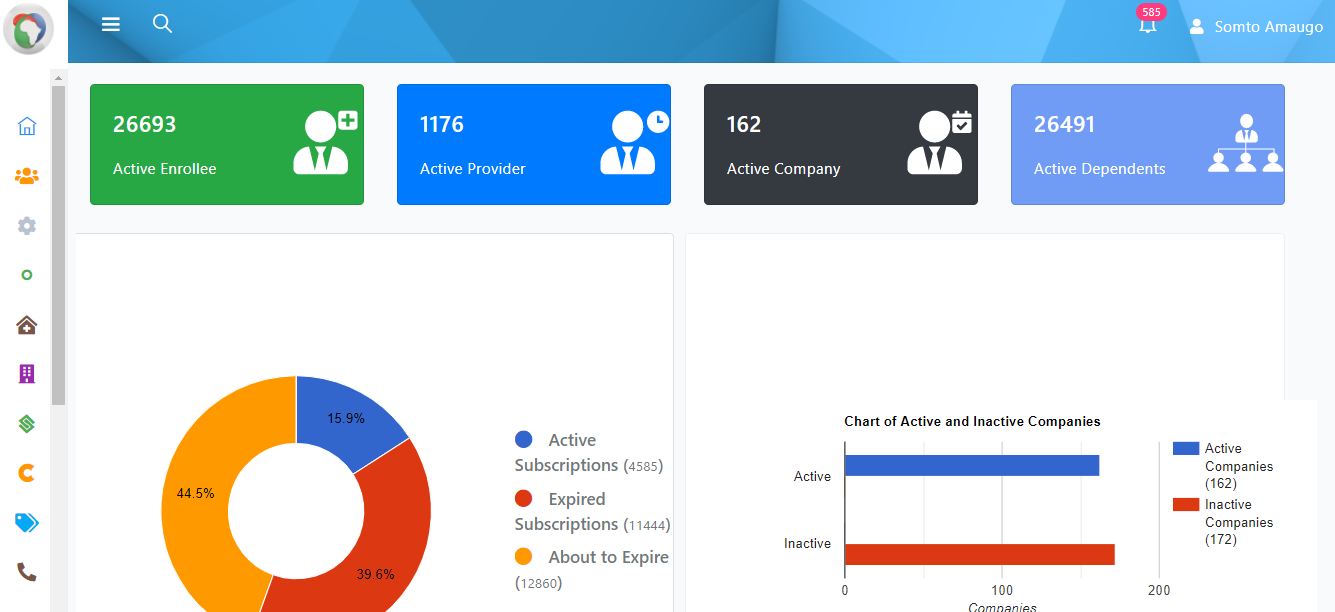 585
Somto Amaugo
26693
Active Enrollee
1176
Active Provider
162
Active Company
26491
Active Dependents
15.9%
44.5%
39.6%
Active
Subscriptions (4585)
Expired
Subscriptions (11444)
About to Expire
(12860)
Chart of Active and Inactive Companies
Active
Inactive
0
100
200
Companies
Active
Companies
(162)
Inactive
Companies
(172)